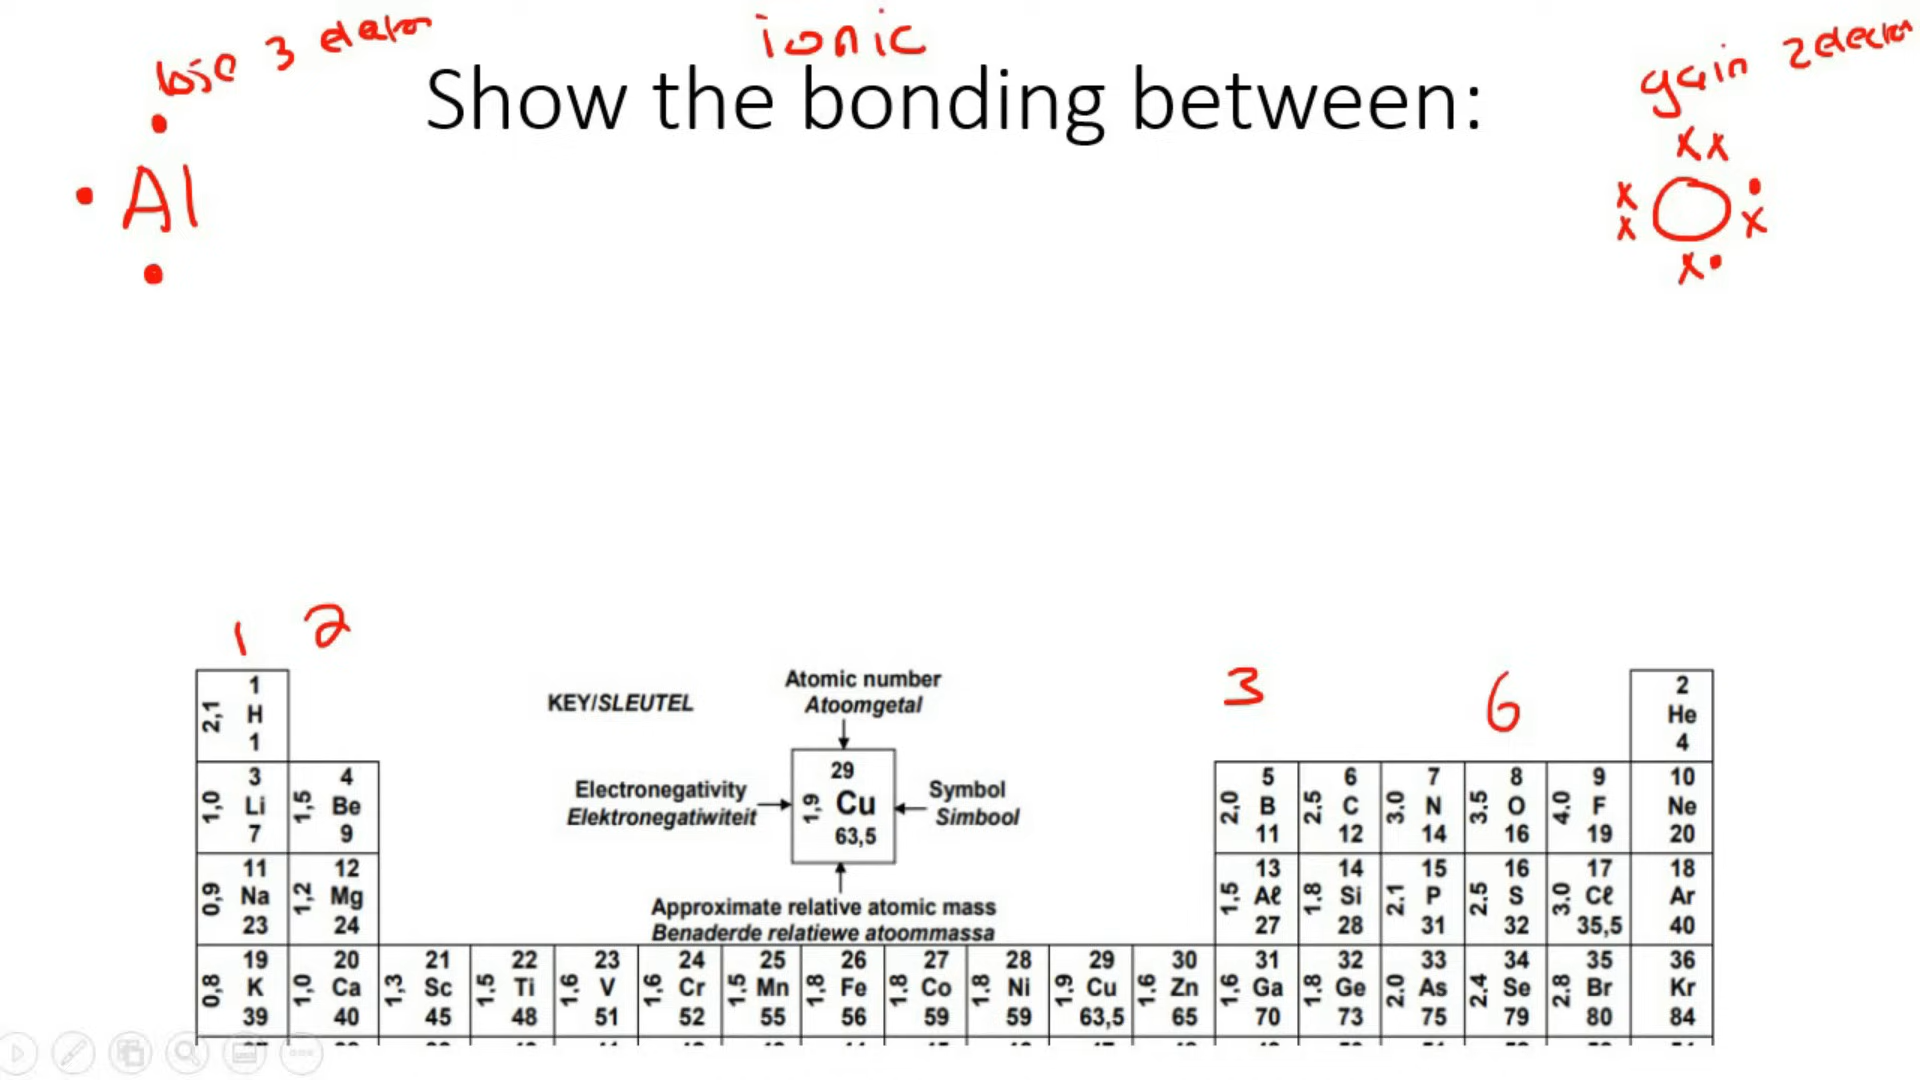 lose 3 electron
ionic
gain 2 electron
Show the bonding between:
Al
xx
x
x
O
x
x
1 2
3 6
KEY/SLEUTEL
Atomic number
Atoomgetal
Electronegativity
Elektronegatiwiteit
29
1,9 Cu
63,5
Symbol
Simbool
Approximate relative atomic mass
Benaderde relatiewe atoommassa
1
2,1 H
1
2
He
4
3 4 5 6 7 8 9 10
1,0 Li 1,5 Be 2,0 B 2,5 C 3,0 N 3,5 O 4,0 F Ne
7 9 11 12 14 16 19 20
11 12 13 14 15 16 17 18
0,9 Na 1,2 Mg 1,5 Aℓ 1,8 Si 2,1 P 2,5 S 3,0 Cℓ Ar
23 24 27 28 31 32 35,5 40
19 20 21 22 23 24 25 26 27 28 29 30 31 32 33 34 35 36
0,8 K 1,0 Ca 1,3 Sc 1,5 Ti 1,6 V 1,6 Cr 1,5 Mn 1,8 Fe 1,8 Co 1,8 Ni 1,9 Cu 1,6 Zn 1,6 Ga 1,8 Ge 2,0 As 2,4 Se 2,8 Br Kr
39 40 45 48 51 52 55 56 59 59 63,5 65 70 73 75 79 80 84